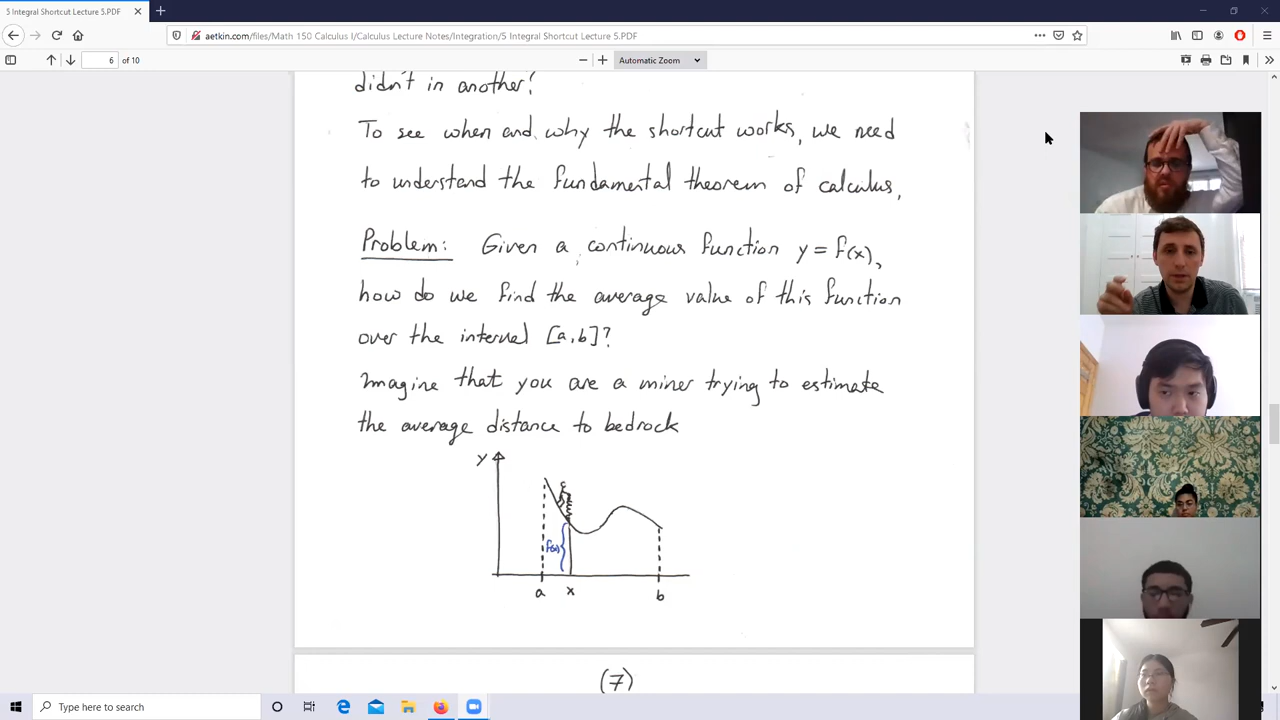 5 Integral Shortcut Lecture 5.PDF
aetkin.com/files/Math 150 Calculus I/Calculus Lecture Notes/Integration/5 Integral Shortcut Lecture 5.PDF
6 of 10
Automatic Zoom
didn't in another!
To see when and why the shortcut works, we need
to understand the fundamental theorem of calculus.
Problem: Given a continuous function y = f(x),
how do we find the average value of this function
over the interval [a,b]?
Imagine that you are a miner trying to estimate
the average distance to bedrock
y
f(x)
a x b
(7)
Type here to search